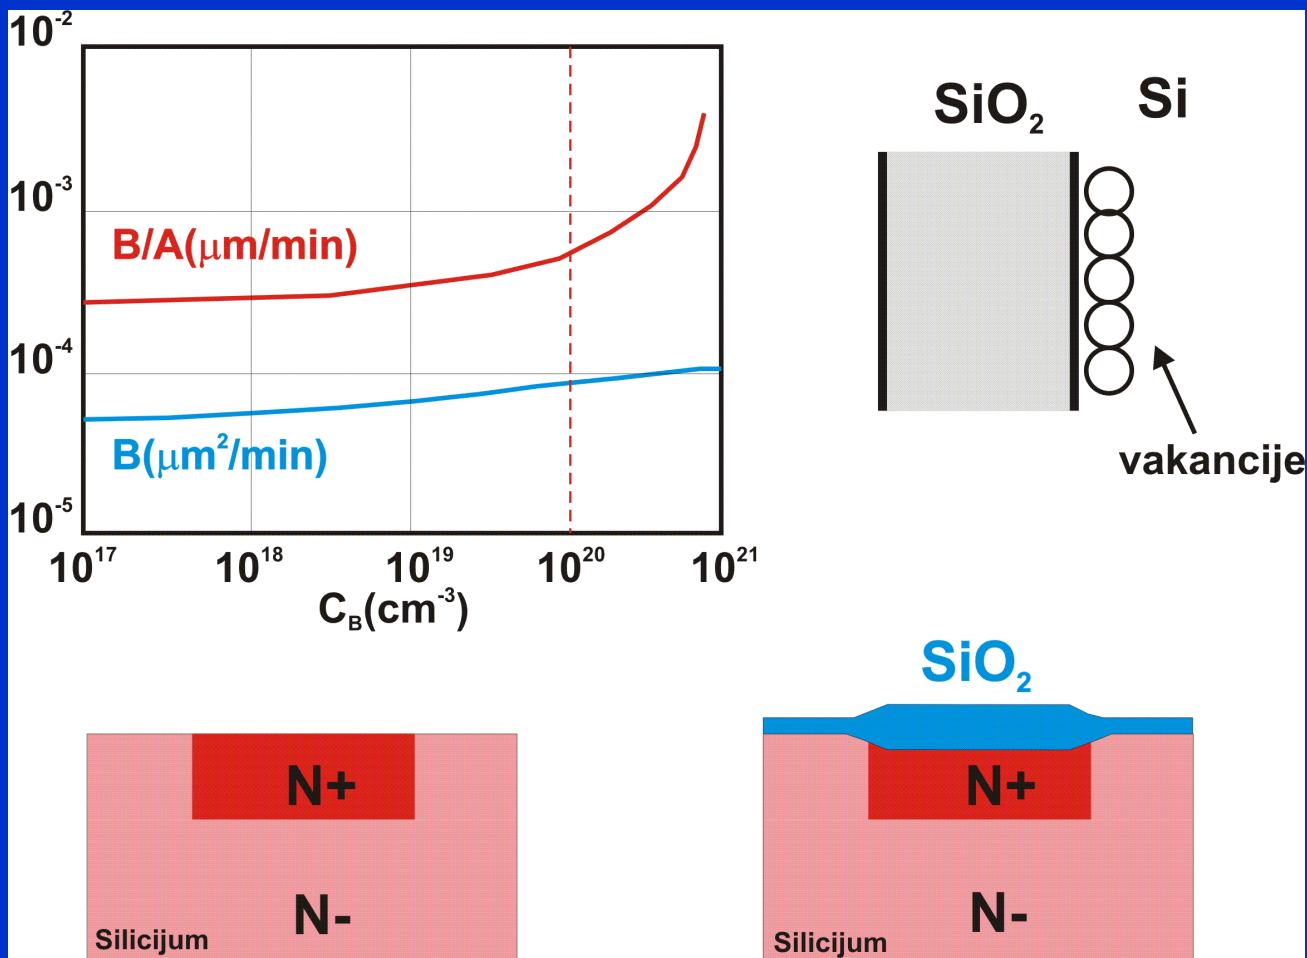 10⁻²
10⁻³
B/A(μm/min)
10⁻⁴
B(μm²/min)
10⁻⁵
10¹⁷ 10¹⁸ 10¹⁹ 10²⁰ 10²¹
C_B(cm⁻³)
SiO₂ Si
vakancije
N+
N-
Silicijum
SiO₂
N+
N-
Silicijum